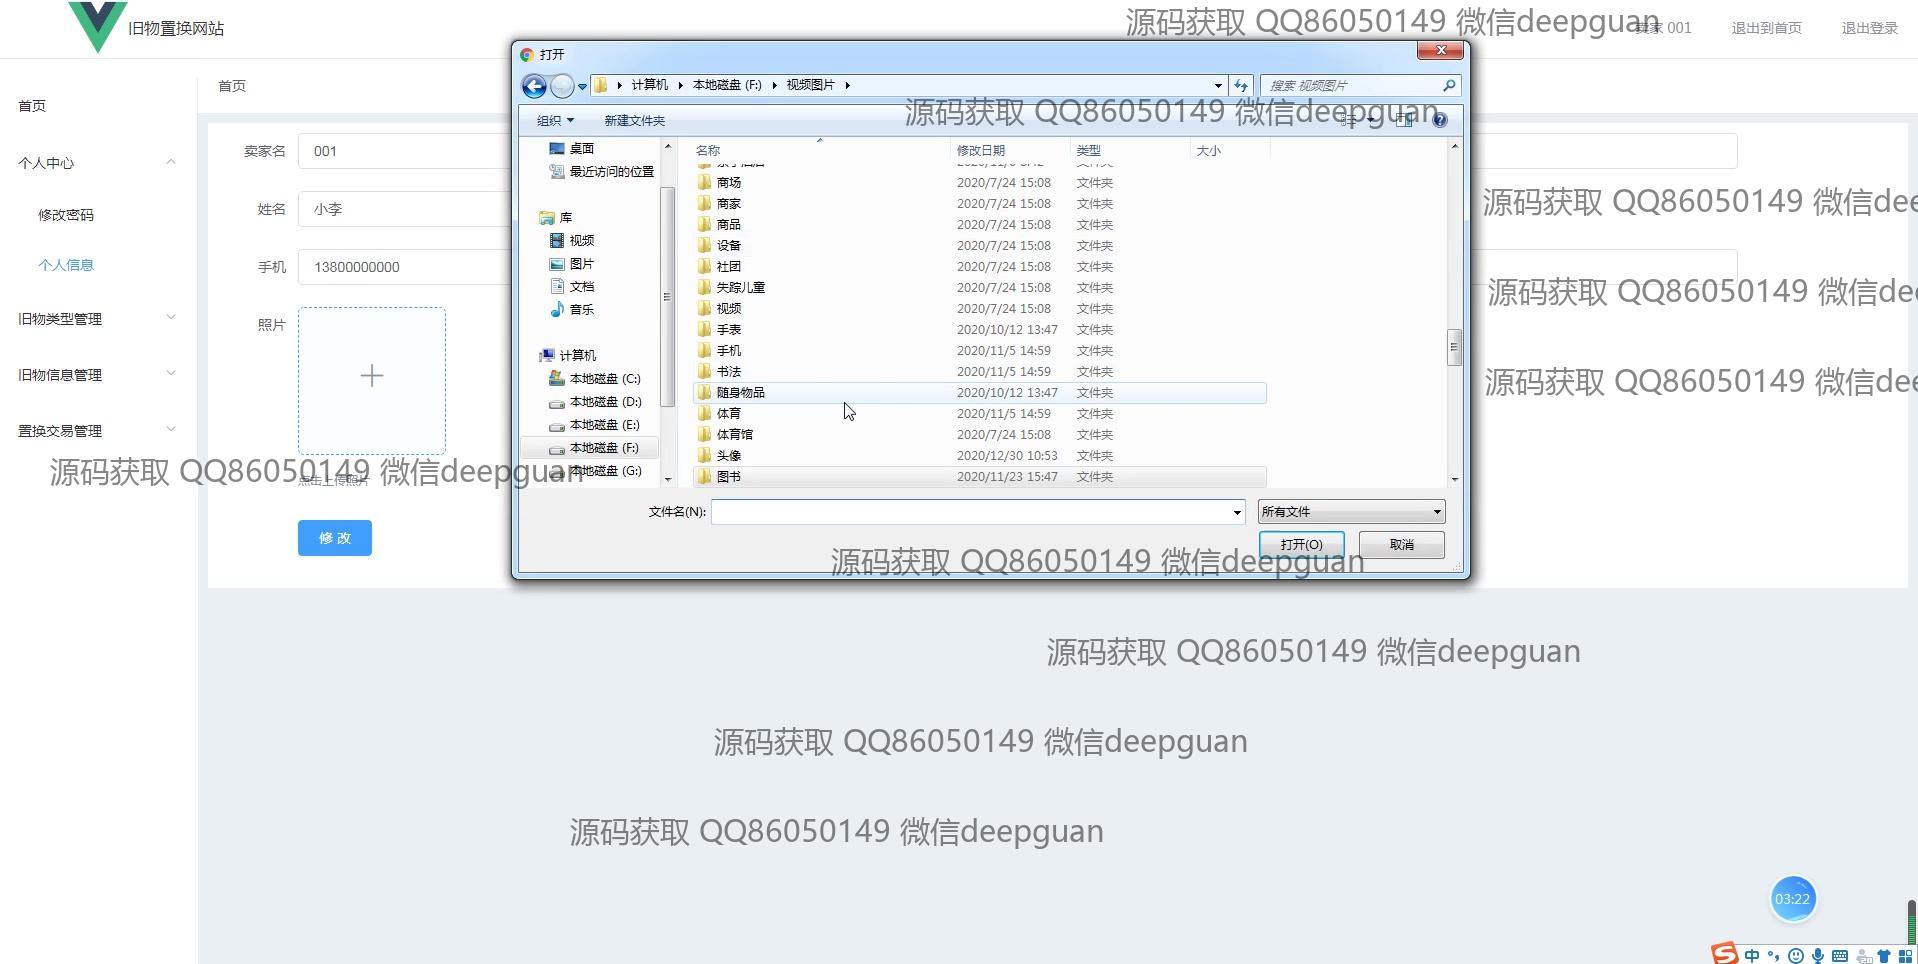 旧物置换网站
源码获取 QQ86050149 微信deepguan
卖家 001
退出到首页
退出登录
首页
个人中心
修改密码
个人信息
旧物类型管理
旧物信息管理
置换交易管理
首页
卖家名
001
姓名
小李
手机
13800000000
照片
点击上传照片
修 改
打开
计算机
本地磁盘 (F:)
视频图片
搜索 视频图片
源码获取 QQ86050149 微信deepguan
组织
新建文件夹
桌面
最近访问的位置
库
视频
图片
文档
音乐
计算机
本地磁盘 (C:)
本地磁盘 (D:)
本地磁盘 (E:)
本地磁盘 (F:)
本地磁盘 (G:)
名称 修改日期 类型 大小
商场 2020/7/24 15:08 文件夹
商家 2020/7/24 15:08 文件夹
商品 2020/7/24 15:08 文件夹
设备 2020/7/24 15:08 文件夹
社团 2020/7/24 15:08 文件夹
失踪儿童 2020/7/24 15:08 文件夹
视频 2020/7/24 15:08 文件夹
手表 2020/10/12 13:47 文件夹
手机 2020/11/5 14:59 文件夹
书法 2020/11/5 14:59 文件夹
随身物品 2020/10/12 13:47 文件夹
体育 2020/11/5 14:59 文件夹
体育馆 2020/7/24 15:08 文件夹
头像 2020/12/30 10:53 文件夹
图书 2020/11/23 15:47 文件夹
文件名(N):
所有文件
打开(O)
取消
源码获取 QQ86050149 微信dee
源码获取 QQ86050149 微信de
源码获取 QQ86050149 微信dee
源码获取 QQ86050149 微信deepguan
源码获取 QQ86050149 微信deepguan
源码获取 QQ86050149 微信deepguan
源码获取 QQ86050149 微信deepguan
源码获取 QQ86050149 微信deepguan
03:22
中